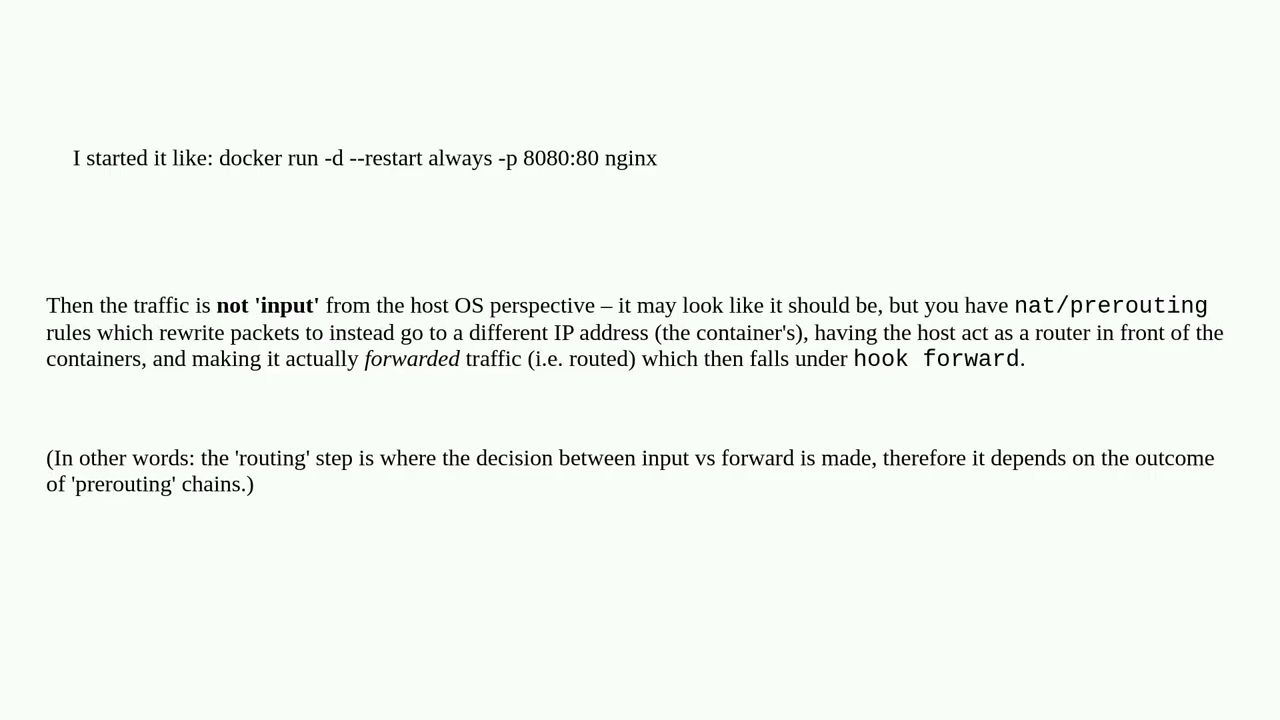 I started it like: docker run -d --restart always -p 8080:80 nginx
Then the traffic is not 'input' from the host OS perspective – it may look like it should be, but you have nat/prerouting
rules which rewrite packets to instead go to a different IP address (the container's), having the host act as a router in front of the
containers, and making it actually forwarded traffic (i.e. routed) which then falls under hook forward.
(In other words: the 'routing' step is where the decision between input vs forward is made, therefore it depends on the outcome
of 'prerouting' chains.)